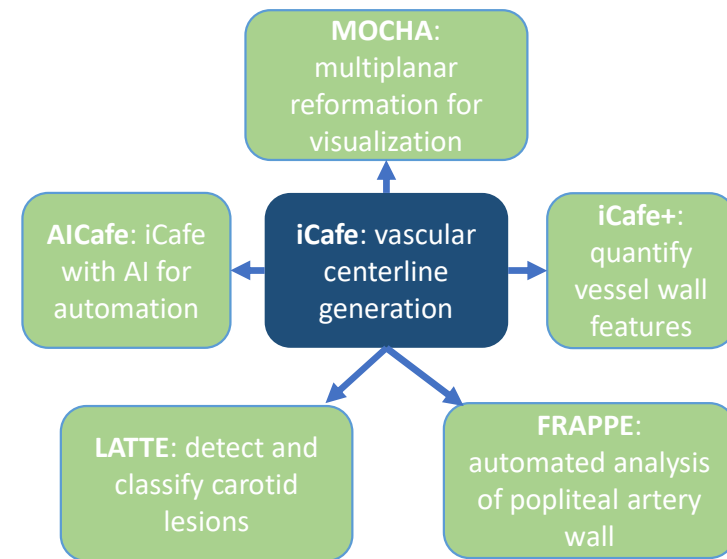 MOCHA:
multiplanar
reformation for
visualization
AICafe: iCafe
with AI for
automation
iCafe: vascular
centerline
generation
iCafe+:
quantify
vessel wall
features
LATTE: detect and
classify carotid
lesions
FRAPPE:
automated analysis
of popliteal artery
wall